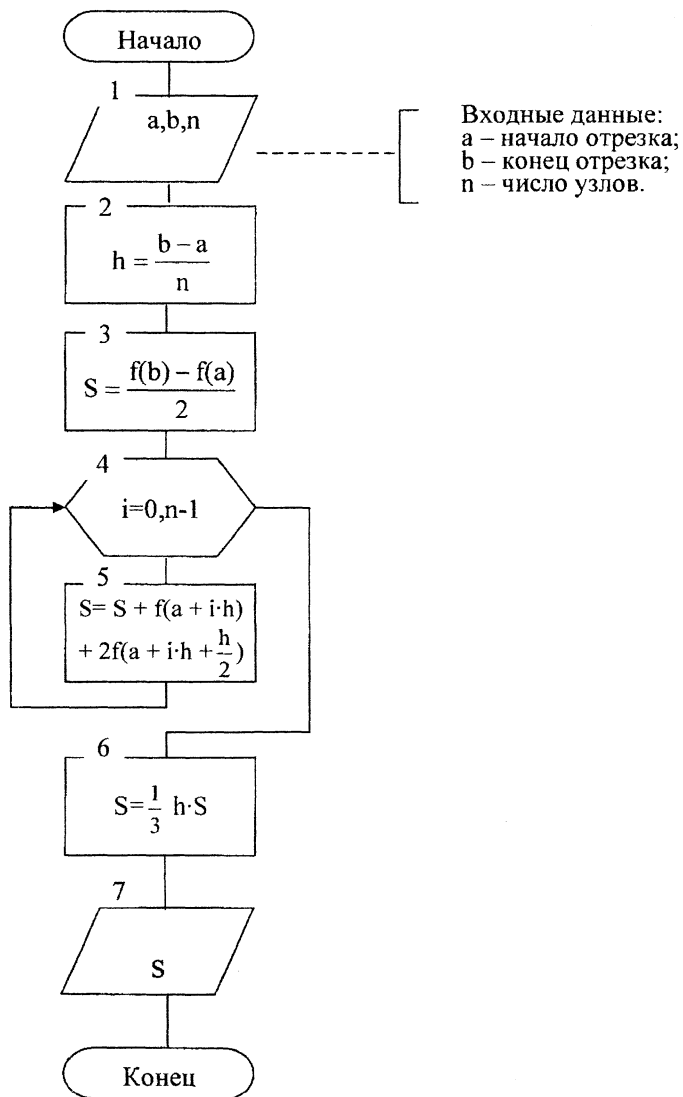 Начало
1
a,b,n
Входные данные:
a – начало отрезка;
b – конец отрезка;
n – число узлов.
2
h = (b – a)/n
3
S = (f(b) – f(a))/2
4
i=0,n-1
5
S= S + f(a + i·h)
+ 2f(a + i·h + h/2)
6
S= 1/3 h·S
7
S
Конец